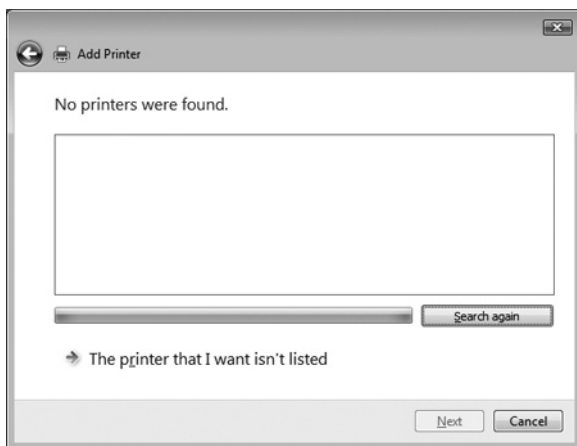 Add Printer
No printers were found.
Search again
The printer that I want isn't listed
Next
Cancel